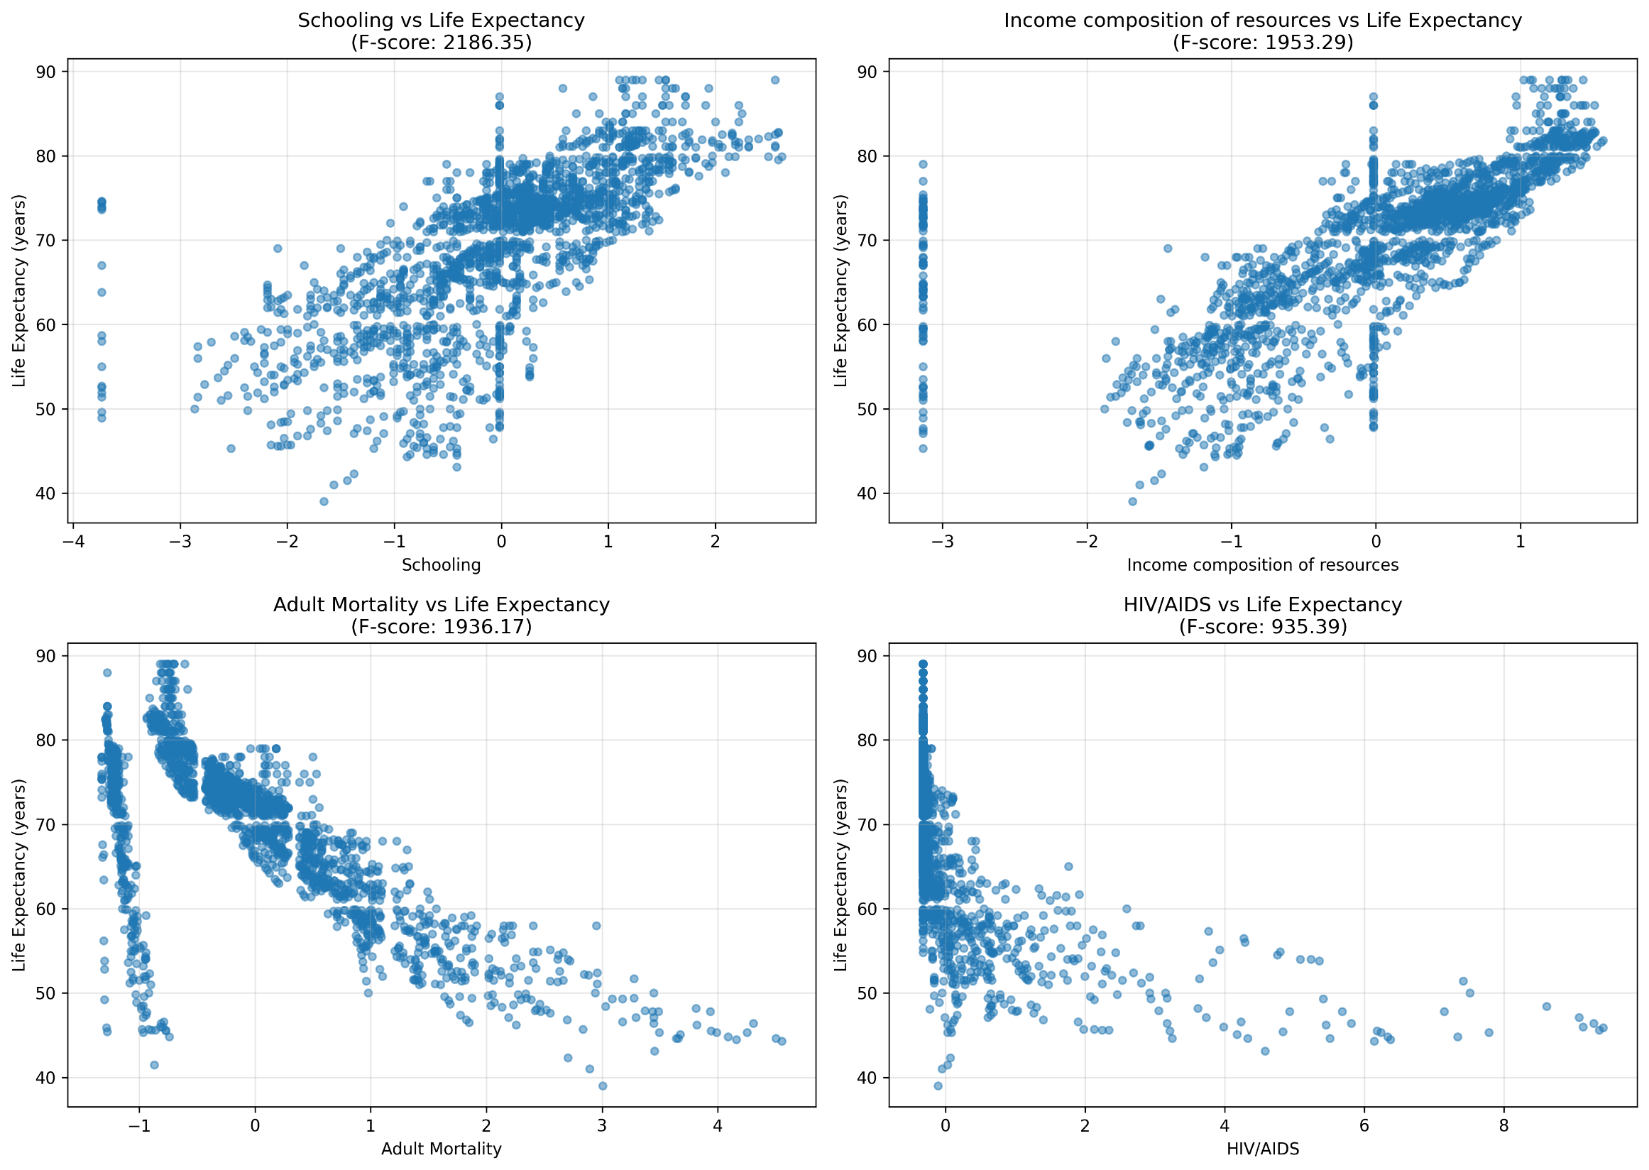 Schooling vs Life Expectancy
(F-score: 2186.35)
90
80
70
60
50
40
Life Expectancy (years)
−4 −3 −2 −1 0 1 2
Schooling
Income composition of resources vs Life Expectancy
(F-score: 1953.29)
90
80
70
60
50
40
Life Expectancy (years)
−3 −2 −1 0 1
Income composition of resources
Adult Mortality vs Life Expectancy
(F-score: 1936.17)
90
80
70
60
50
40
Life Expectancy (years)
−1 0 1 2 3 4
Adult Mortality
HIV/AIDS vs Life Expectancy
(F-score: 935.39)
90
80
70
60
50
40
Life Expectancy (years)
0 2 4 6 8
HIV/AIDS